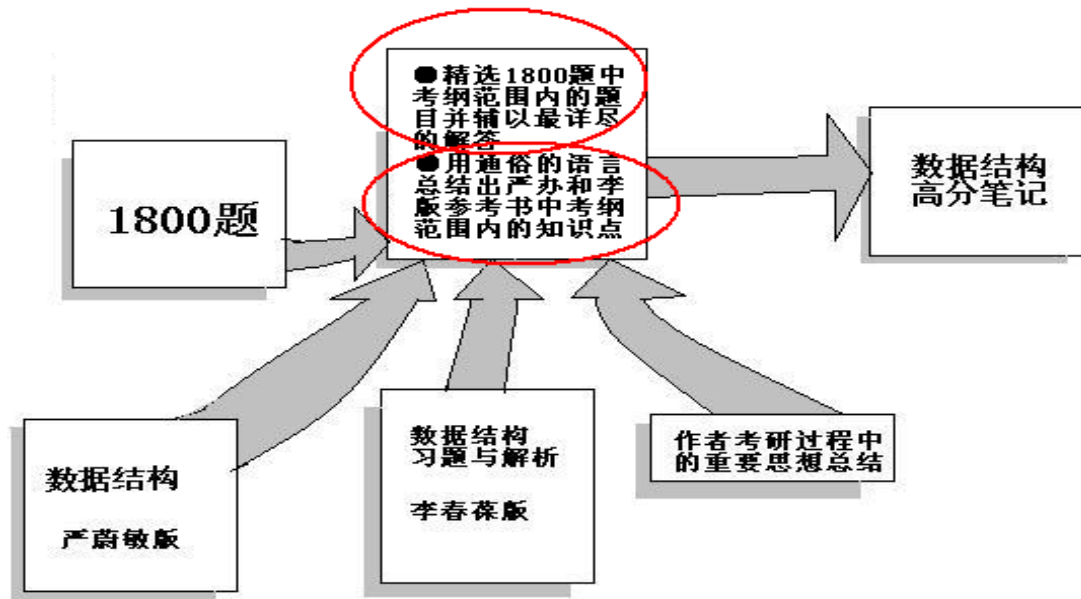 ●精选1800题中
考纲范围内的题
目并辅以最详尽
的解答
●用通俗的语言
总结出严办和李
版参考书中考纲
范围内的知识点
数据结构
高分笔记
1800题
数据结构
严蔚敏版
数据结构
习题与解析
李春葆版
作者考研过程中
的重要思想总结